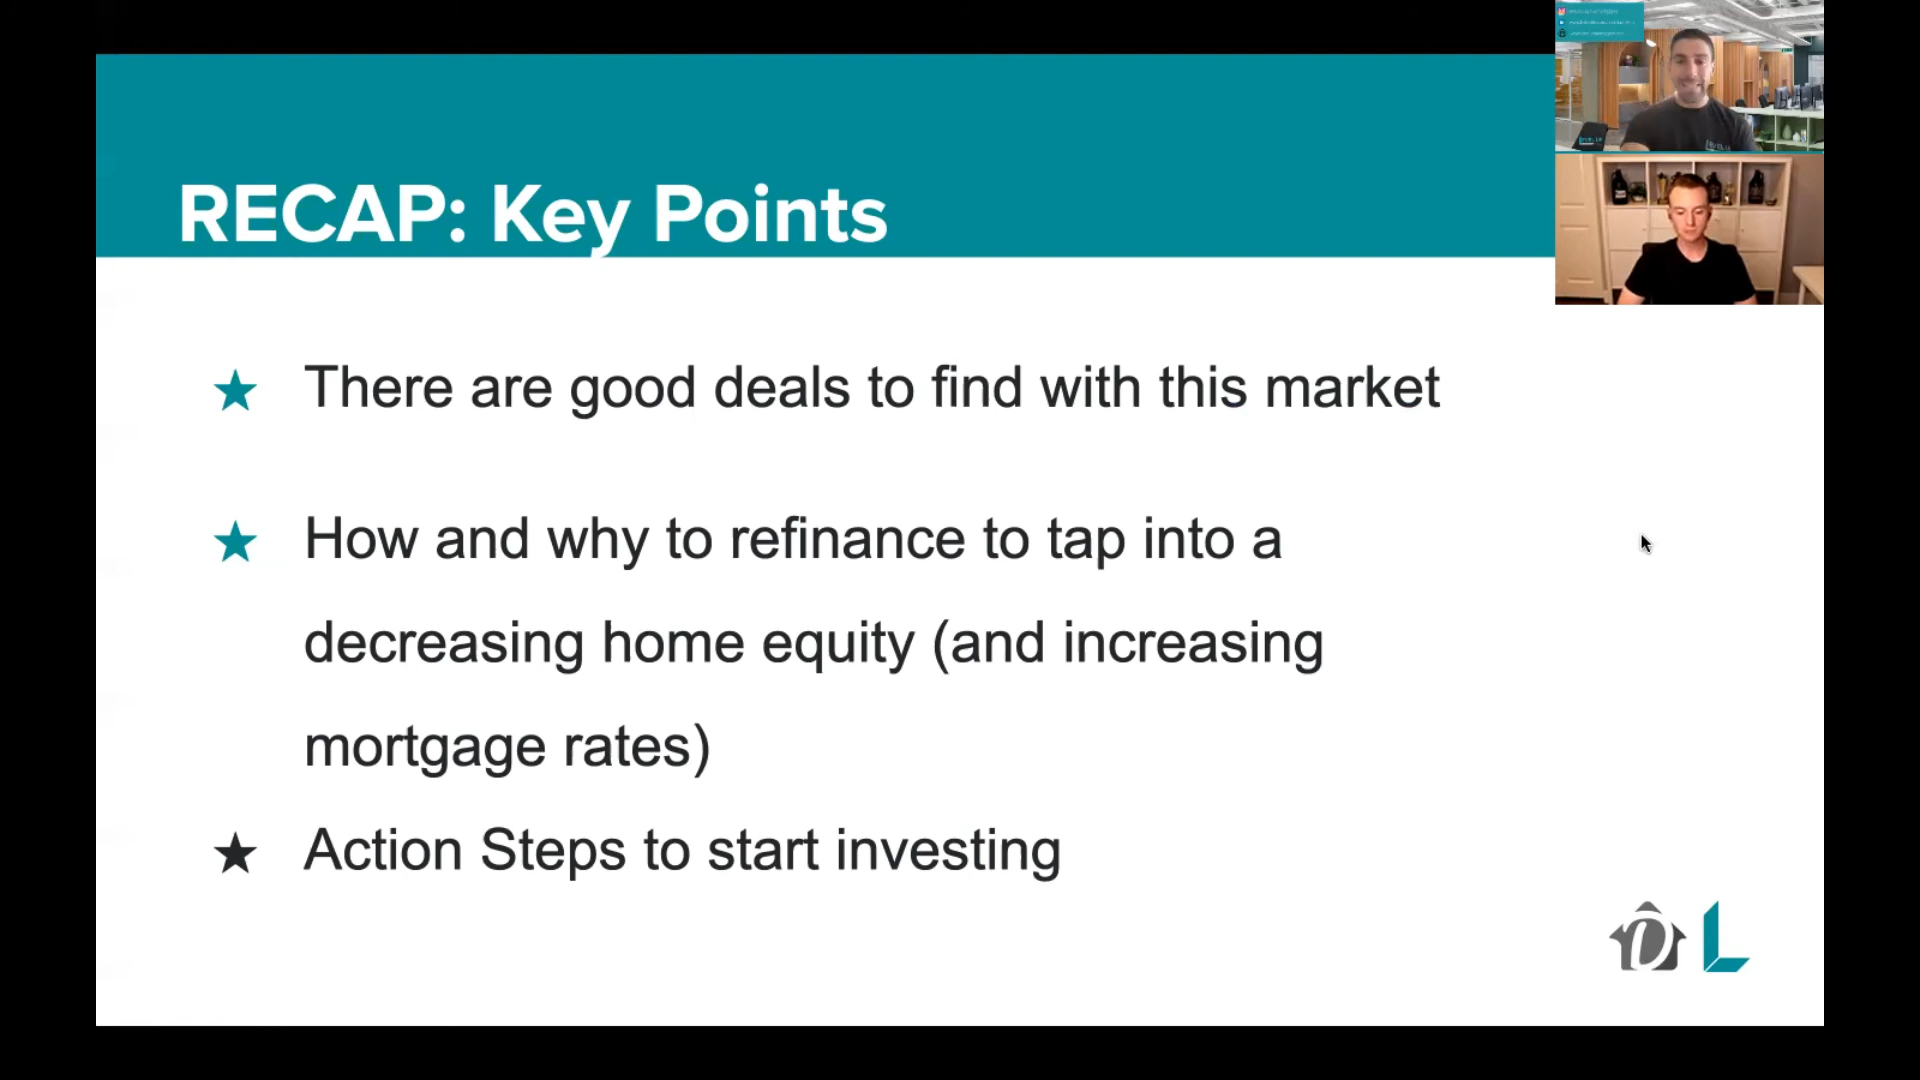 RECAP: Key Points
★ There are good deals to find with this market
★ How and why to refinance to tap into a
decreasing home equity (and increasing
mortgage rates)
★ Action Steps to start investing